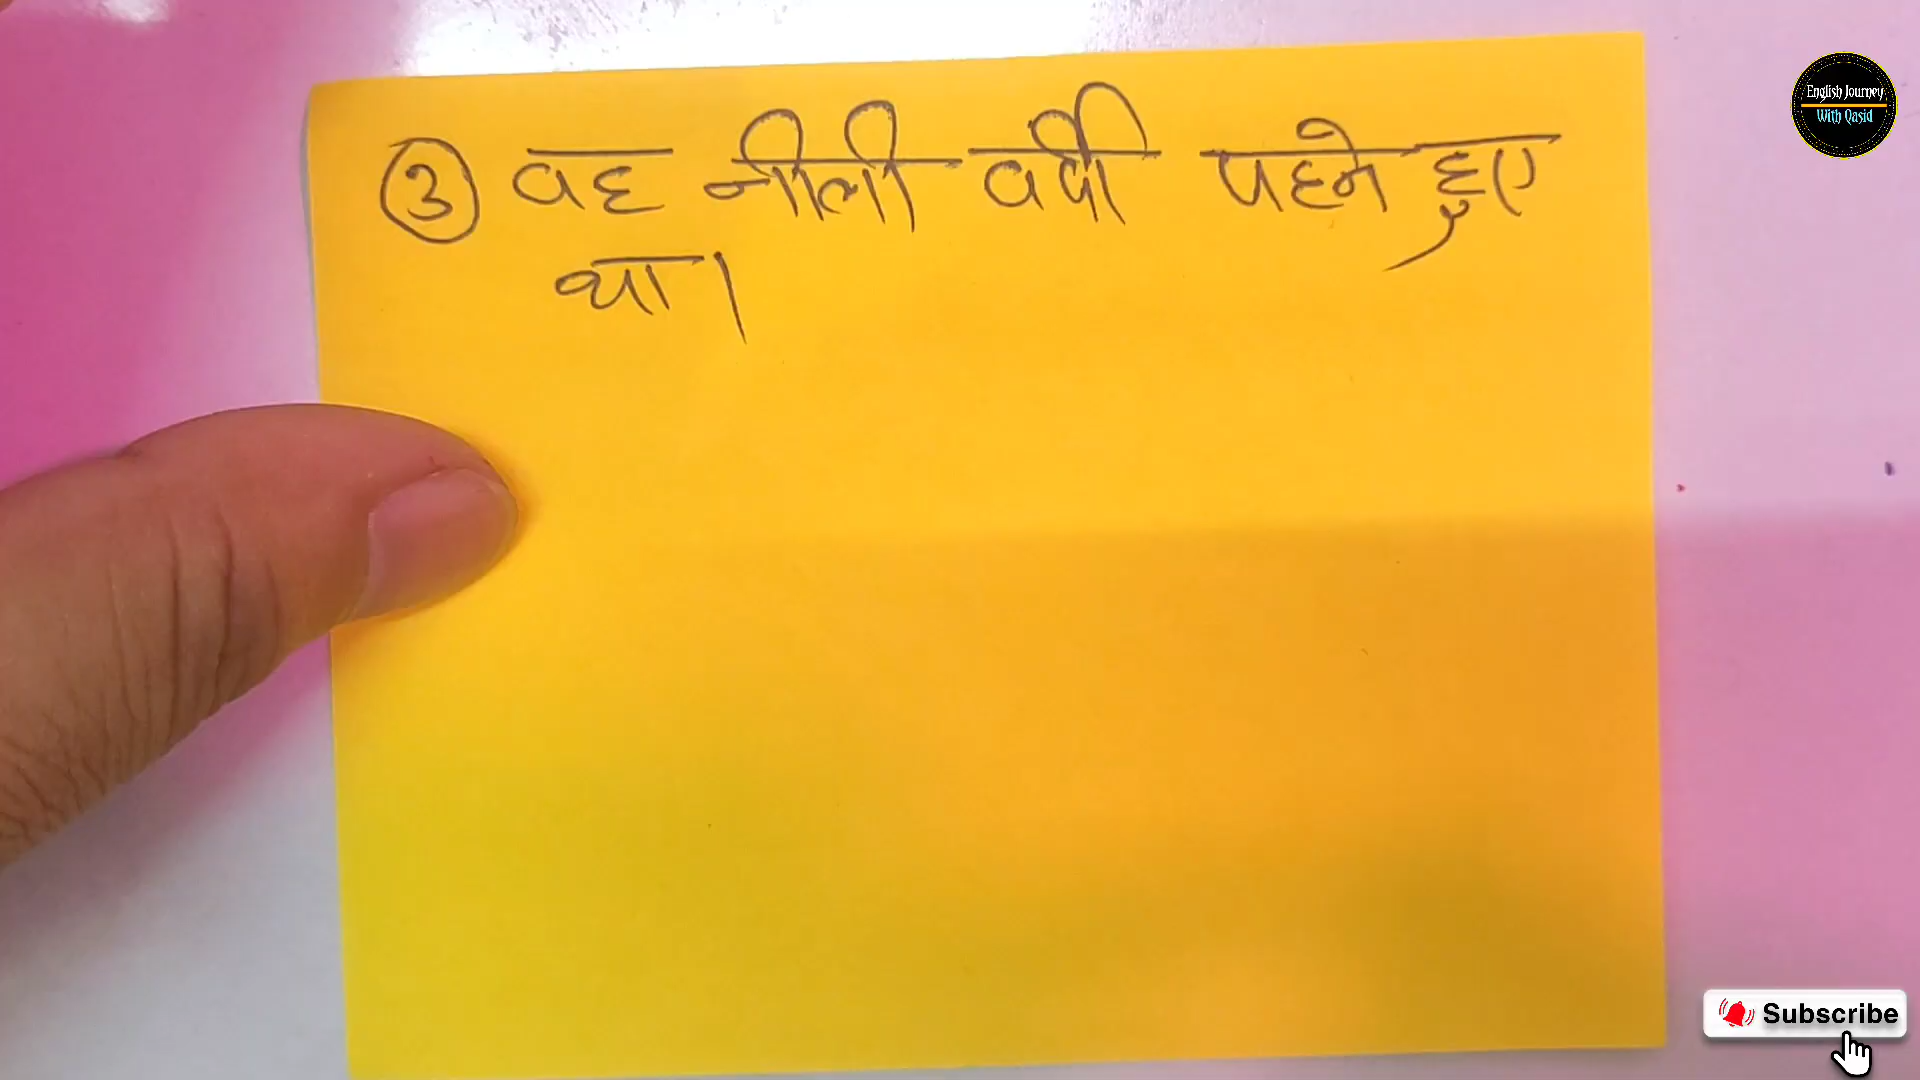 ③ वह नीली वर्दी पहने हुए
था।
English Journey
With Qasid
Subscribe